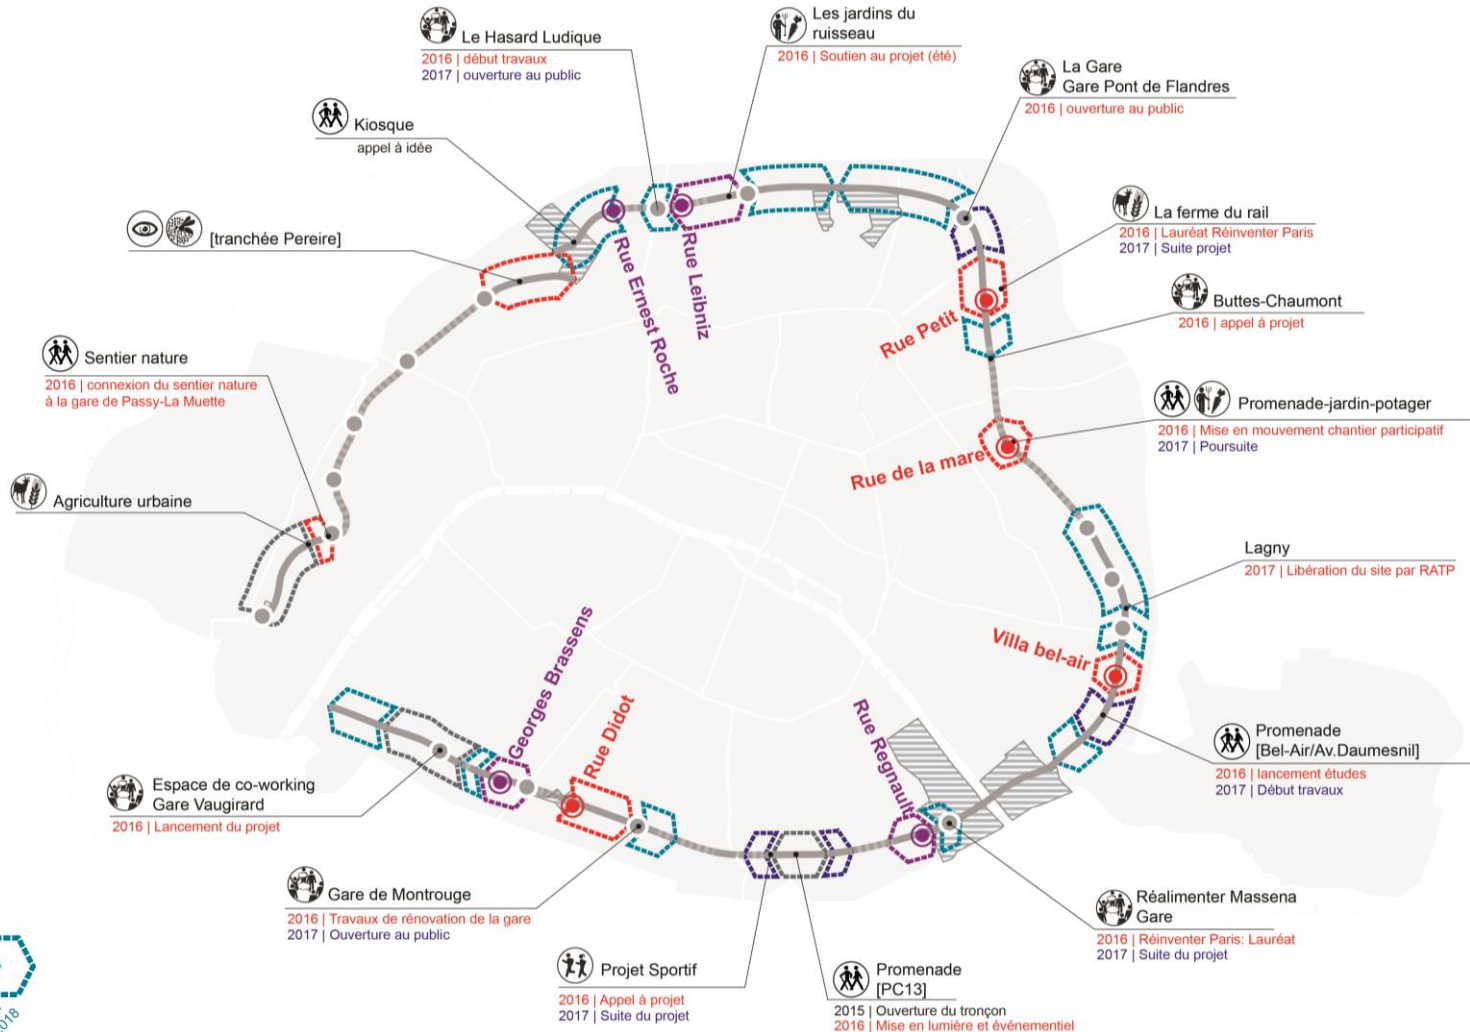 Le Hasard Ludique
2016 | début travaux
2017 | ouverture au public
Les jardins du
ruisseau
2016 | Soutien au projet (été)
La Gare
Gare Pont de Flandres
2016 | ouverture au public
Kiosque
appel à idée
La ferme du rail
2016 | Lauréat Réinventer Paris
2017 | Suite projet
[tranchée Pereire]
Rue Ernest Roche
Rue Leibniz
Rue Petit
Buttes-Chaumont
2016 | appel à projet
Sentier nature
2016 | connexion du sentier nature
à la gare de Passy-La Muette
Promenade-jardin-potager
2016 | Mise en mouvement chantier participatif
2017 | Poursuite
Rue de la mare
Agriculture urbaine
Lagny
2017 | Libération du site par RATP
Villa bel-air
Georges Brassens
Rue Didot
Rue Regnault
Promenade
[Bel-Air/Av.Daumesnil]
2016 | lancement études
2017 | Début travaux
Espace de co-working
Gare Vaugirard
2016 | Lancement du projet
Gare de Montrouge
2016 | Travaux de rénovation de la gare
2017 | Ouverture au public
Réalimenter Massena
Gare
2016 | Réinventer Paris: Lauréat
2017 | Suite du projet
Projet Sportif
2016 | Appel à projet
2017 | Suite du projet
Promenade
[PC13]
2015 | Ouverture du tronçon
2016 | Mise en lumière et événementiel